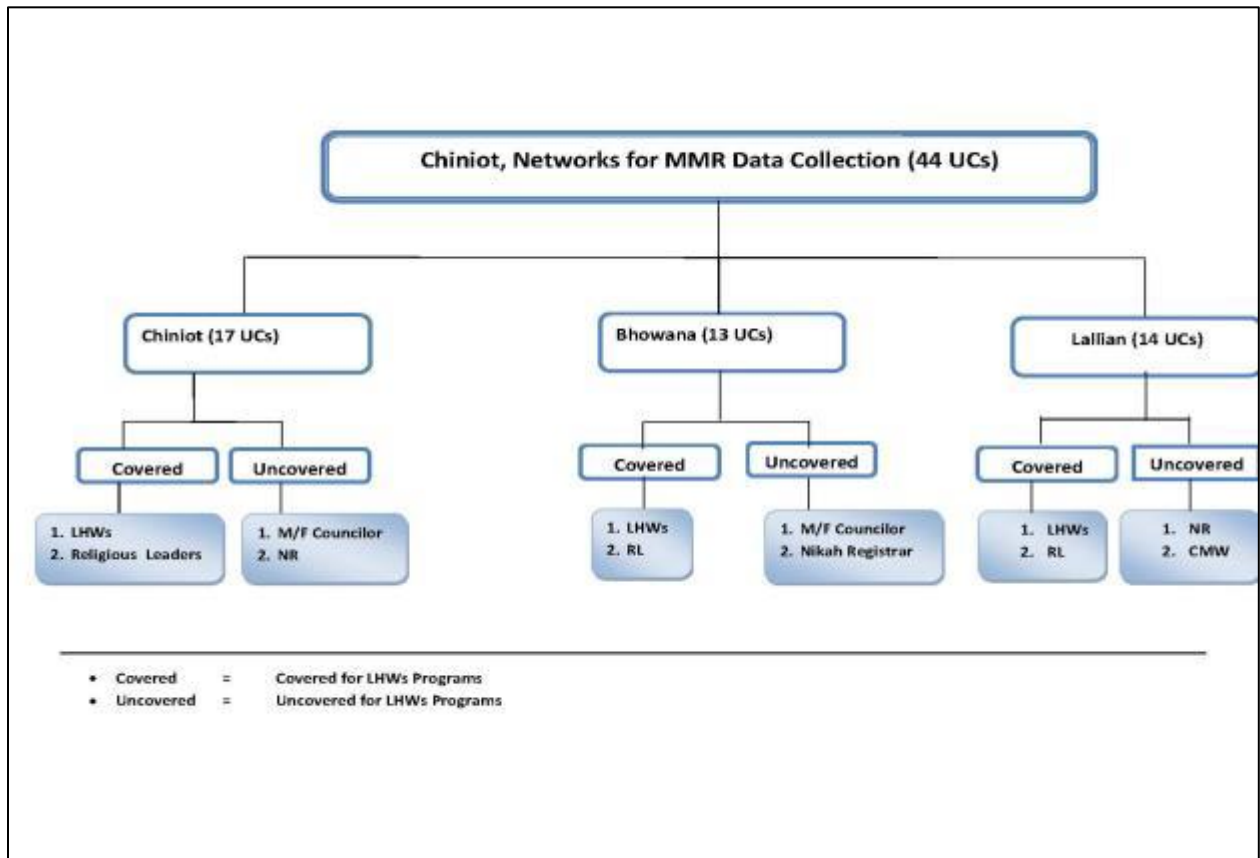 Chiniot, Networks for MMR Data Collection (44 UCs)
Chiniot (17 UCs)
Bhowana (13 UCs)
Lallian (14 UCs)
Covered
Uncovered
Covered
Uncovered
Covered
Uncovered
1. LHWs
2. Religious Leaders
1. M/F Councilor
2. NR
1. LHWs
2. RL
1. M/F Councilor
2. Nikah Registrar
1. LHWs
2. RL
1. NR
2. CMW
• Covered = Covered for LHWs Programs
• Uncovered = Uncovered for LHWs Programs